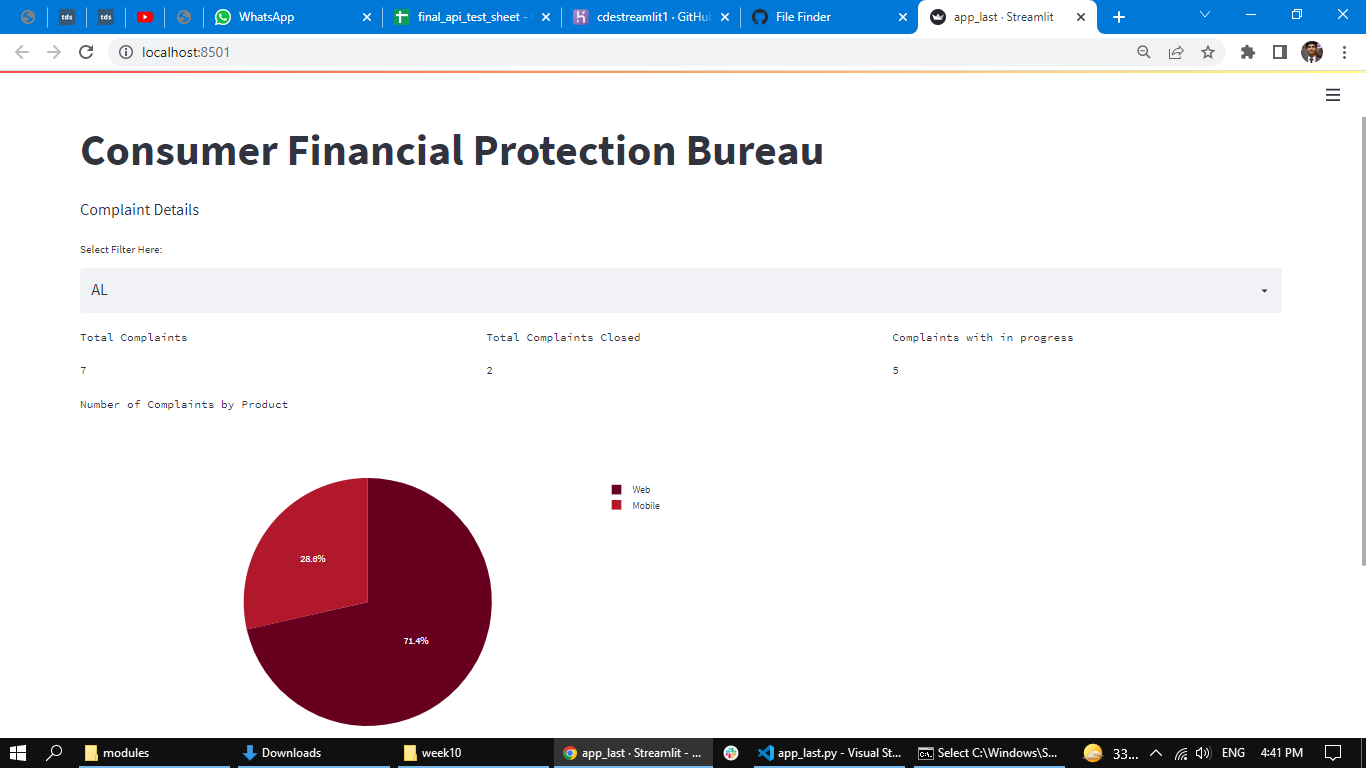 tds
tds
WhatsApp
final_api_test_sheet -
cdestreamlit1 · GitHu
File Finder
app_last · Streamlit
localhost:8501
Consumer Financial Protection Bureau
Complaint Details
Select Filter Here:
AL
Total Complaints
Total Complaints Closed
Complaints with in progress
7
2
5
Number of Complaints by Product
Web
Mobile
28.6%
71.4%
modules
Downloads
week10
app_last · Streamlit - ...
app_last.py - Visual St...
Select C:\Windows\S...
33...
ENG
4:41 PM